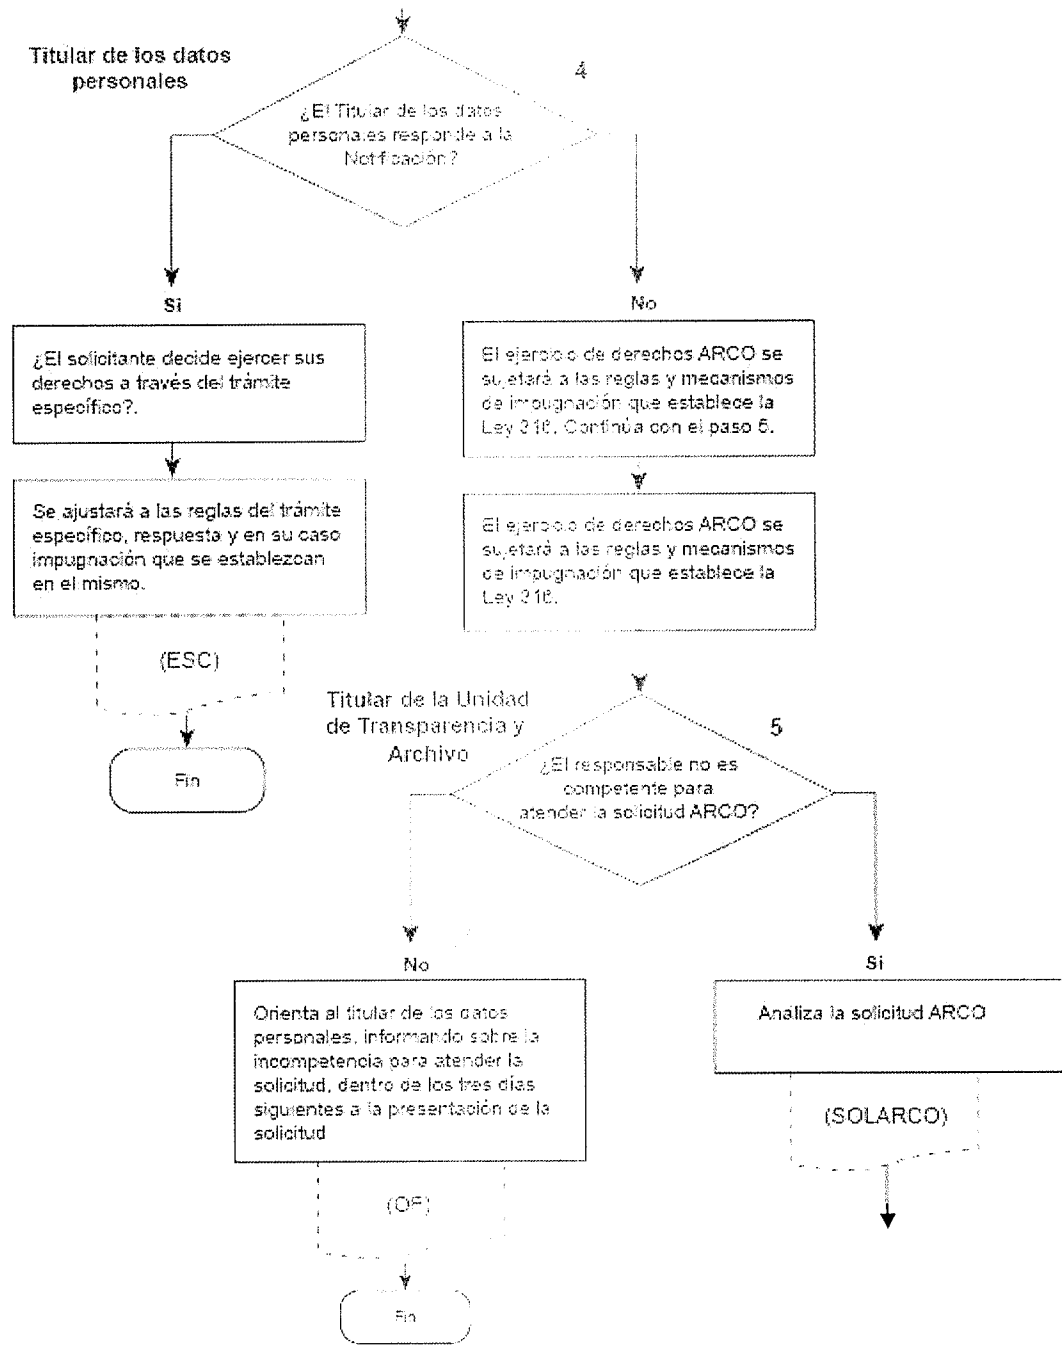 Titular de los datos
personales
4
¿El Titular de los datos
personales responde a la
Notificación?
Si
No
¿El solicitante decide ejercer sus
derechos a través del trámite
específico?.
El ejercicio de derechos ARCO se
sujetará a las reglas y mecanismos
de impugnación que establece la
Ley 316. Continúa con el paso 5.
Se ajustará a las reglas del trámite
específico, respuesta y en su caso
impugnación que se establezcan
en el mismo.
El ejercicio de derechos ARCO se
sujetará a las reglas y mecanismos
de impugnación que establece la
Ley 316.
(ESC)
Fin
Titular de la Unidad
de Transparencia y
Archivo
5
¿El responsable no es
competente para
atender la solicitud ARCO?
No
Si
Orienta al titular de los datos
personales, informando sobre la
incompetencia para atender la
solicitud, dentro de los tres días
siguientes a la presentación de la
solicitud
Analiza la solicitud ARCO
(SOLARCO)
(OF)
Fin